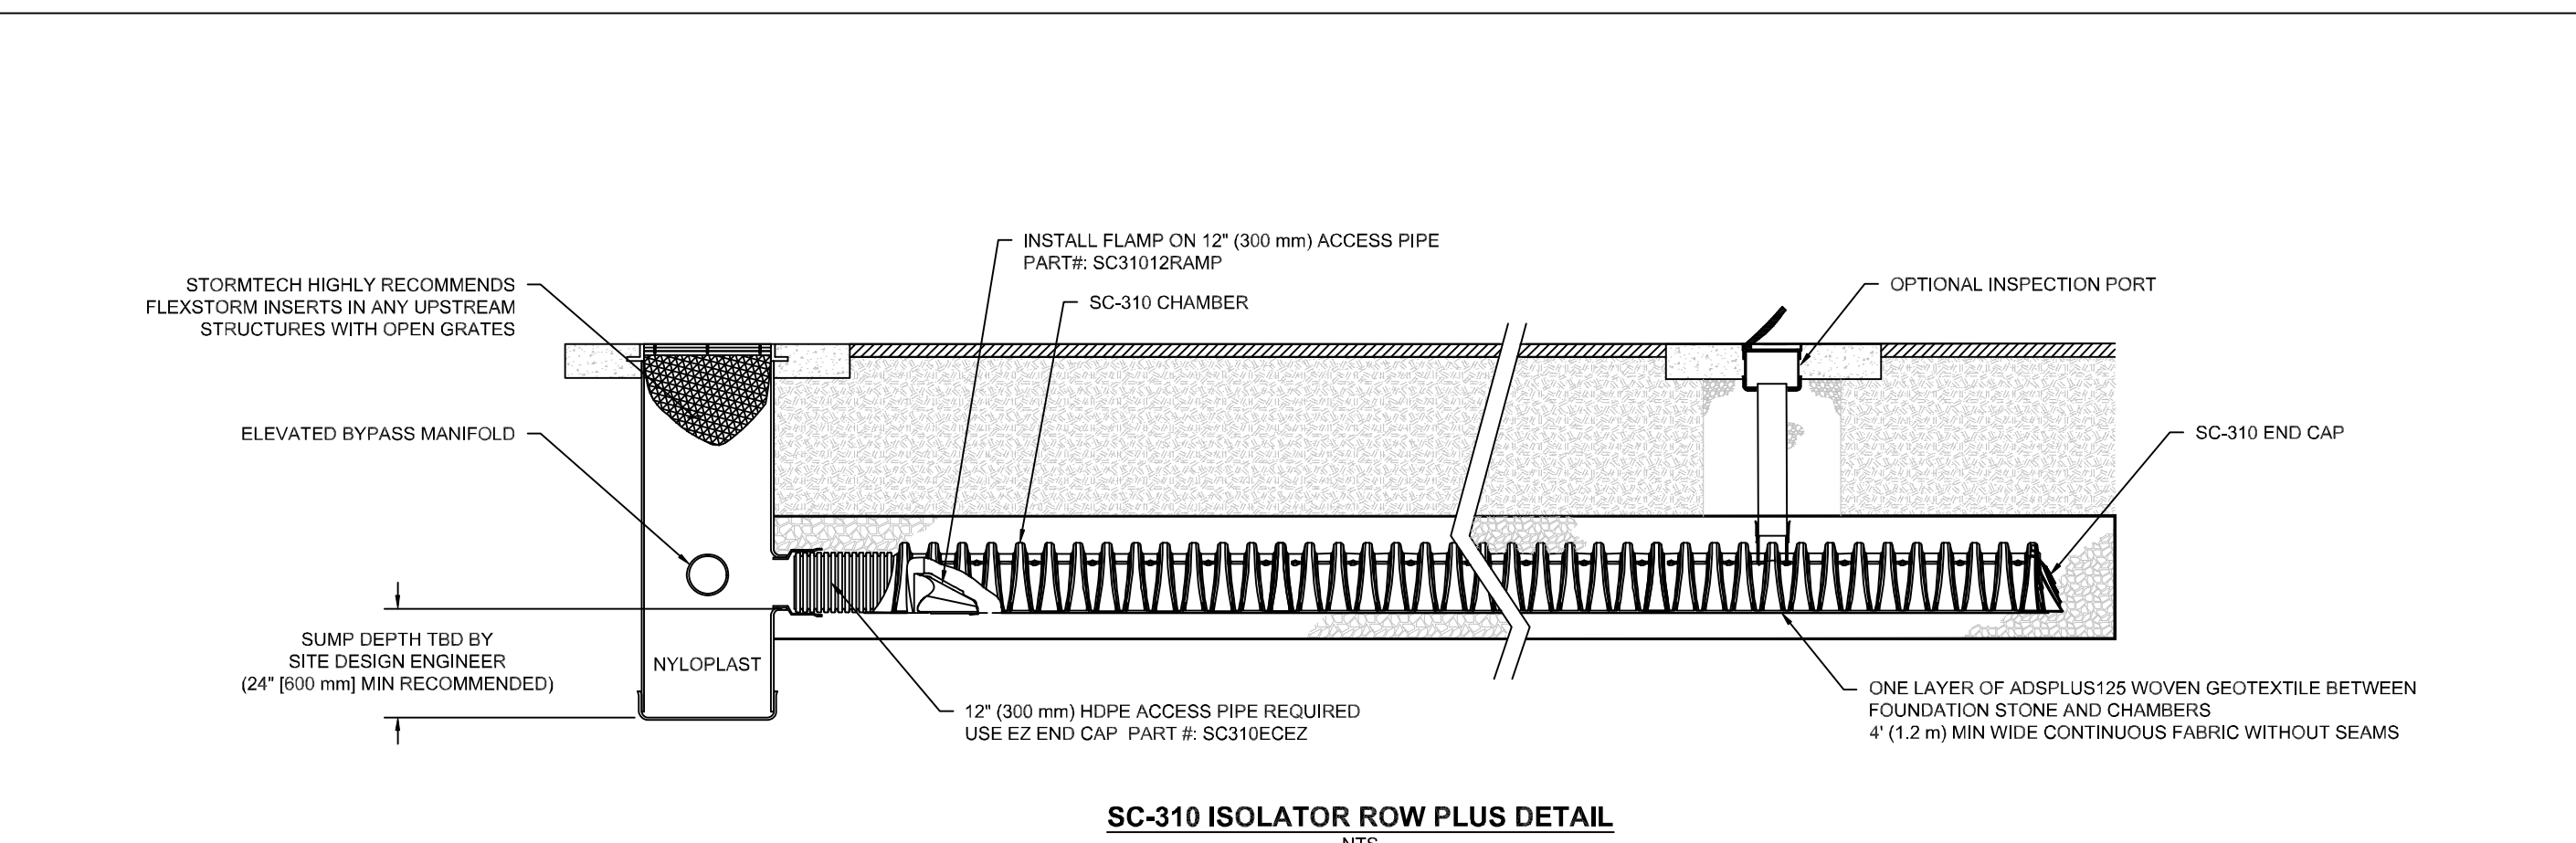 INSTALL FLAMP ON 12" (300 mm) ACCESS PIPE
PART#: SC31012RAMP
STORMTECH HIGHLY RECOMMENDS
FLEXSTORM INSERTS IN ANY UPSTREAM
STRUCTURES WITH OPEN GRATES
SC-310 CHAMBER
OPTIONAL INSPECTION PORT
ELEVATED BYPASS MANIFOLD
SC-310 END CAP
SUMP DEPTH TBD BY
SITE DESIGN ENGINEER
(24" [600 mm] MIN RECOMMENDED)
NYLOPLAST
12" (300 mm) HDPE ACCESS PIPE REQUIRED
USE EZ END CAP PART #: SC310ECEZ
ONE LAYER OF ADSPLUS125 WOVEN GEOTEXTILE BETWEEN
FOUNDATION STONE AND CHAMBERS
4' (1.2 m) MIN WIDE CONTINUOUS FABRIC WITHOUT SEAMS
SC-310 ISOLATOR ROW PLUS DETAIL
NTS